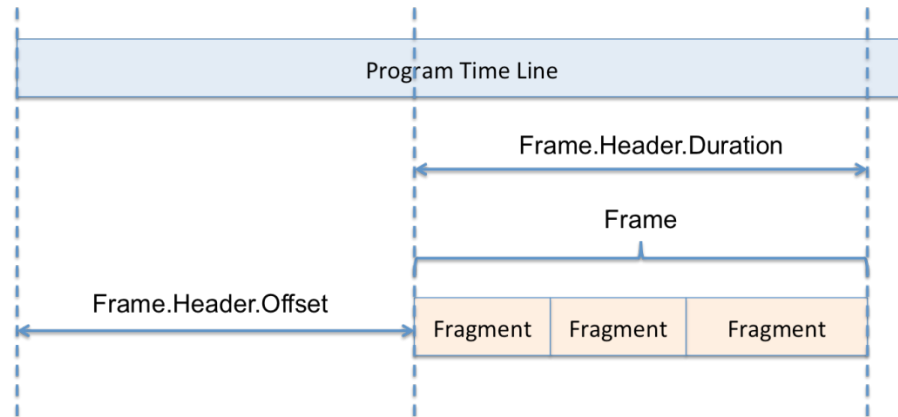 Program Time Line
Frame.Header.Duration
Frame
Frame.Header.Offset
Fragment
Fragment
Fragment